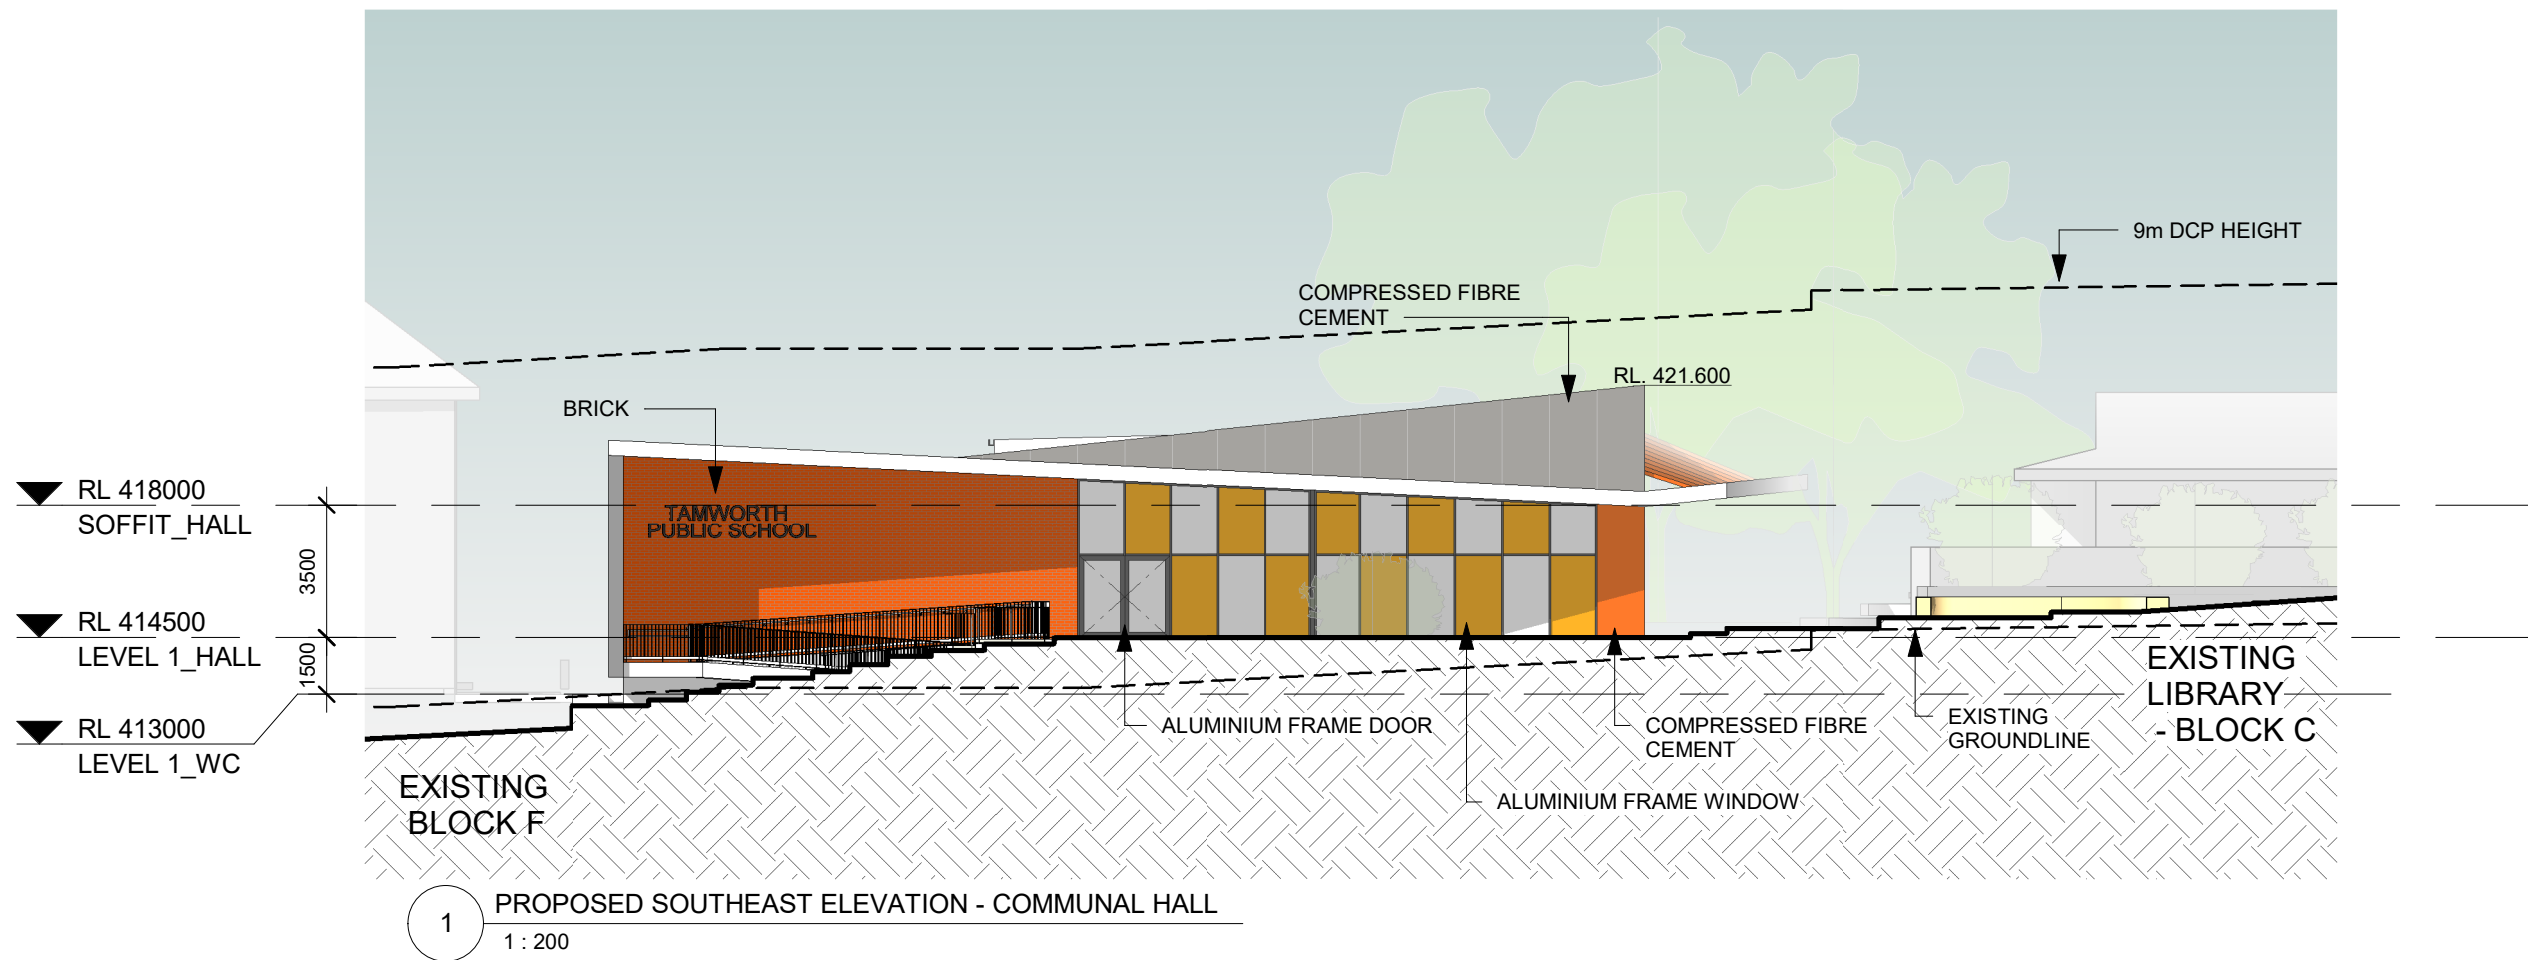 9m DCP HEIGHT
COMPRESSED FIBRE
CEMENT
RL. 421.600
BRICK
RL 418000
SOFFIT_HALL
TAMWORTH
PUBLIC SCHOOL
3500
RL 414500
LEVEL 1_HALL
1500
RL 413000
LEVEL 1_WC
EXISTING
LIBRARY
- BLOCK C
ALUMINIUM FRAME DOOR
COMPRESSED FIBRE
CEMENT
EXISTING
GROUNDLINE
ALUMINIUM FRAME WINDOW
EXISTING
BLOCK F
1
PROPOSED SOUTHEAST ELEVATION - COMMUNAL HALL
1 : 200